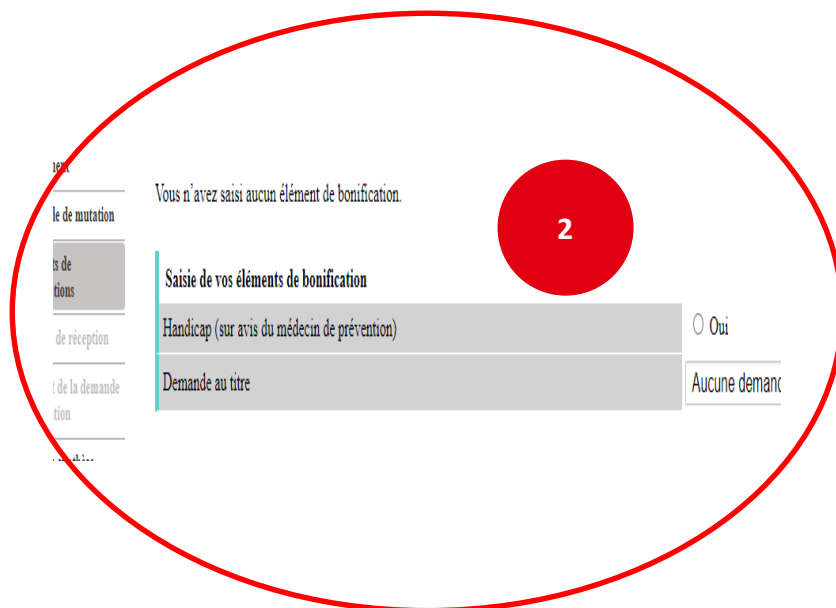 Vous n'avez saisi aucun élément de bonification.
2
le de mutation
ts de
tions
Saisie de vos éléments de bonification
Handicap (sur avis du médecin de prévention)
Oui
de réception
Demande au titre
Aucune demand
t de la demande
tion